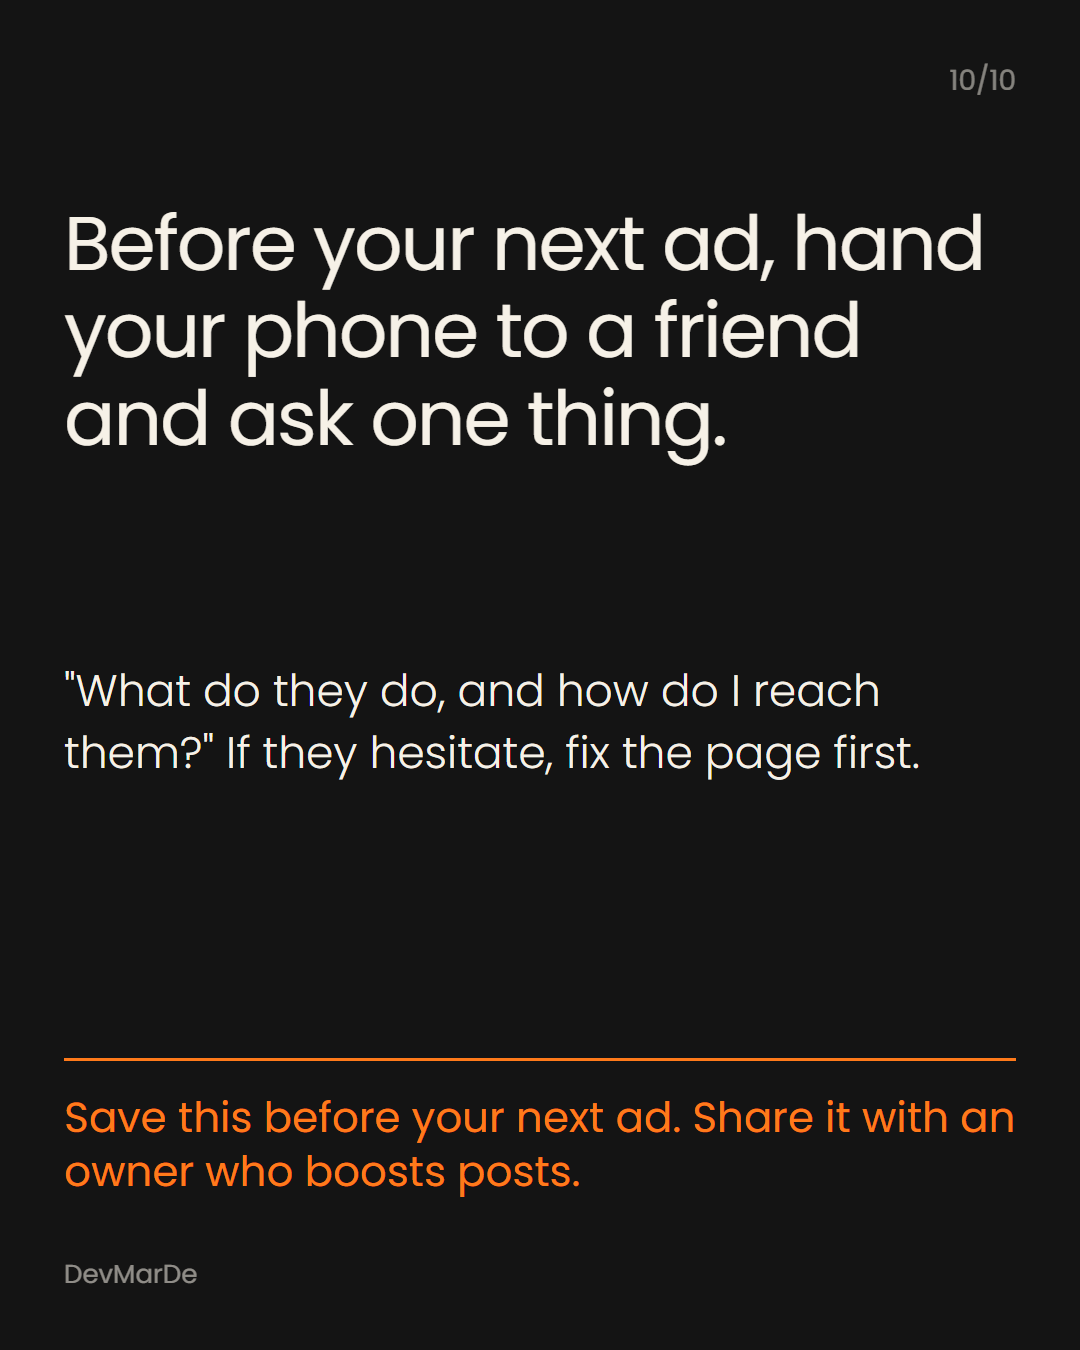 10/10
Before your next ad, hand
your phone to a friend
and ask one thing.
"What do they do, and how do I reach
them?" If they hesitate, fix the page first.
Save this before your next ad. Share it with an
owner who boosts posts.
DevMarDe